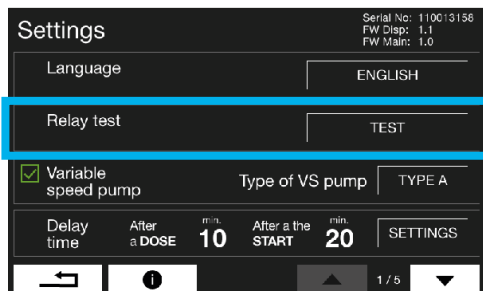 Settings
Serial No: 110013158
FW Disp: 1.1
FW Main: 1.0
Language ENGLISH
Relay test TEST
Variable speed pump Type of VS pump TYPE A
Delay time After a DOSE min. 10 After a the START min. 20 SETTINGS
1/5